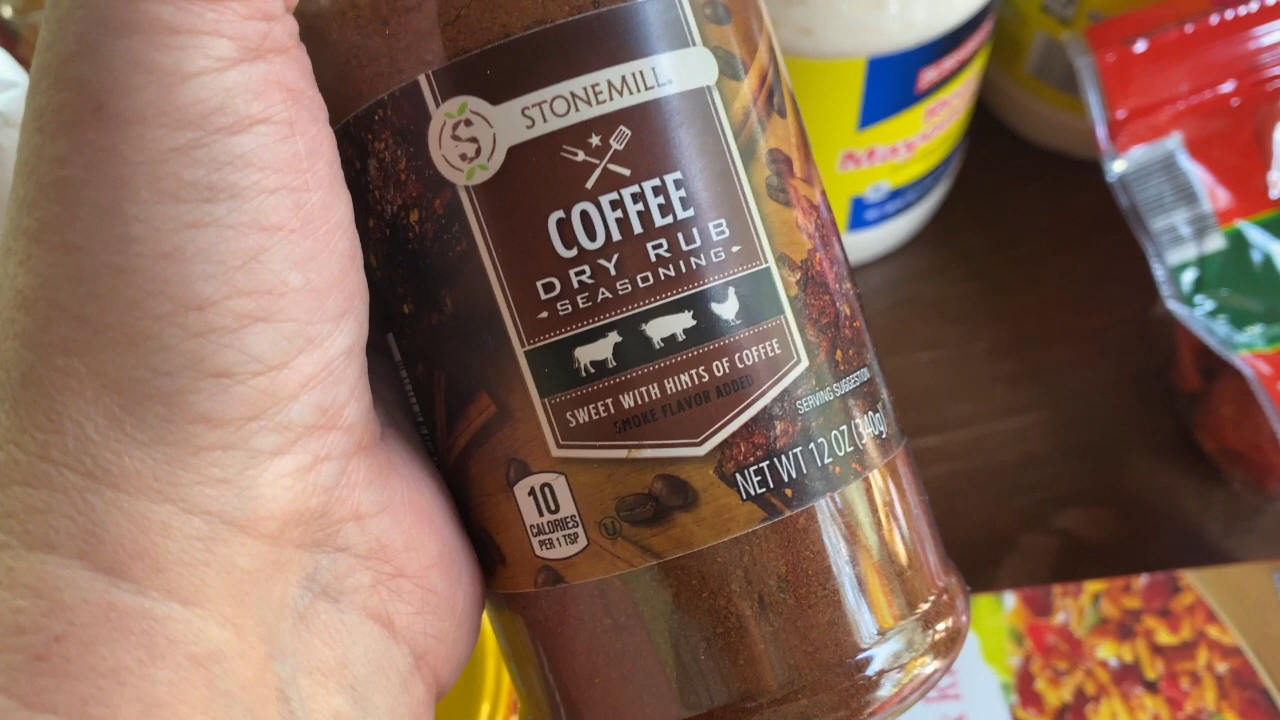 STONEMILL®
COFFEE
DRY RUB
SEASONING
SWEET WITH HINTS OF COFFEE
SMOKE FLAVOR ADDED
SERVING SUGGESTION
NET WT 12 OZ (340g)
10
CALORIES
PER 1 TSP
U